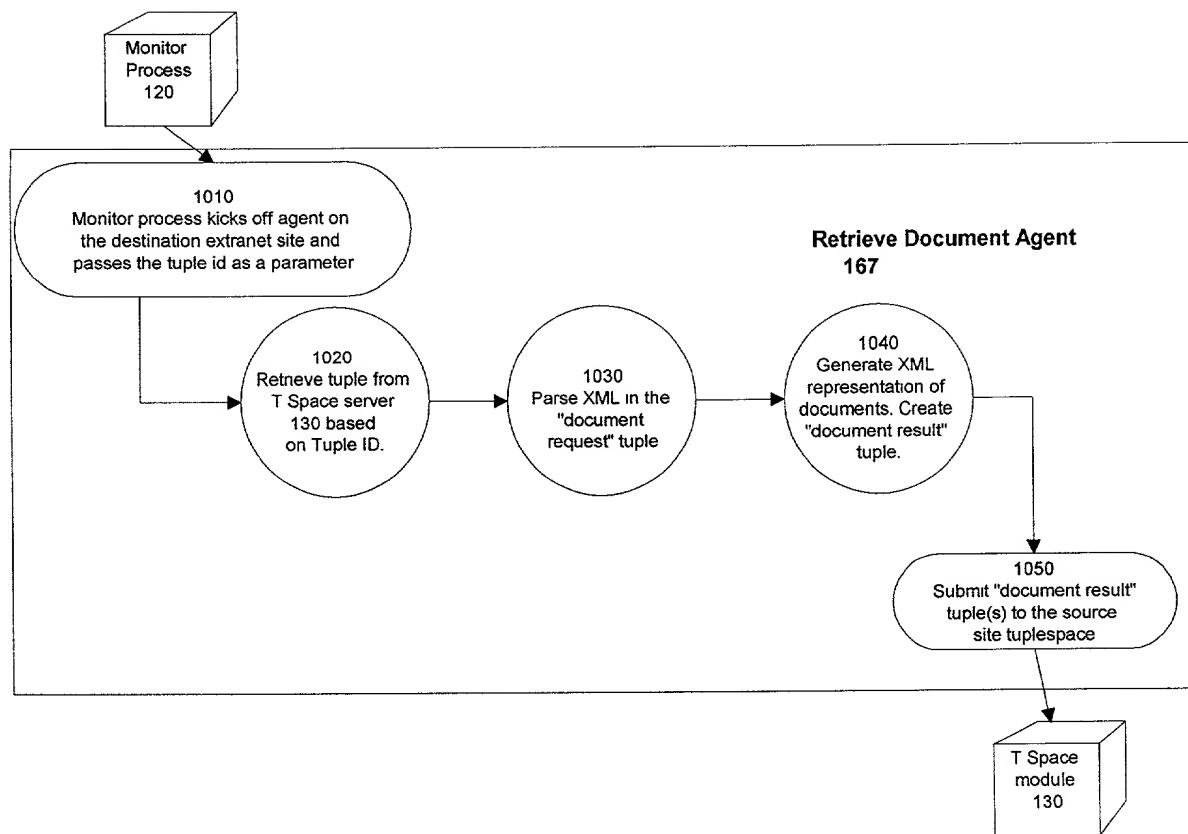 Monitor
Process
120
1010
Monitor process kicks off agent on
the destination extranet site and
passes the tuple id as a parameter
Retrieve Document Agent
167
1020
Retrieve tuple from
T Space server
130 based
on Tuple ID.
1030
Parse XML in the
"document
request" tuple
1040
Generate XML
representation of
documents. Create
"document result"
tuple.
1050
Submit "document result"
tuple(s) to the source
site tuplespace
T Space
module
130